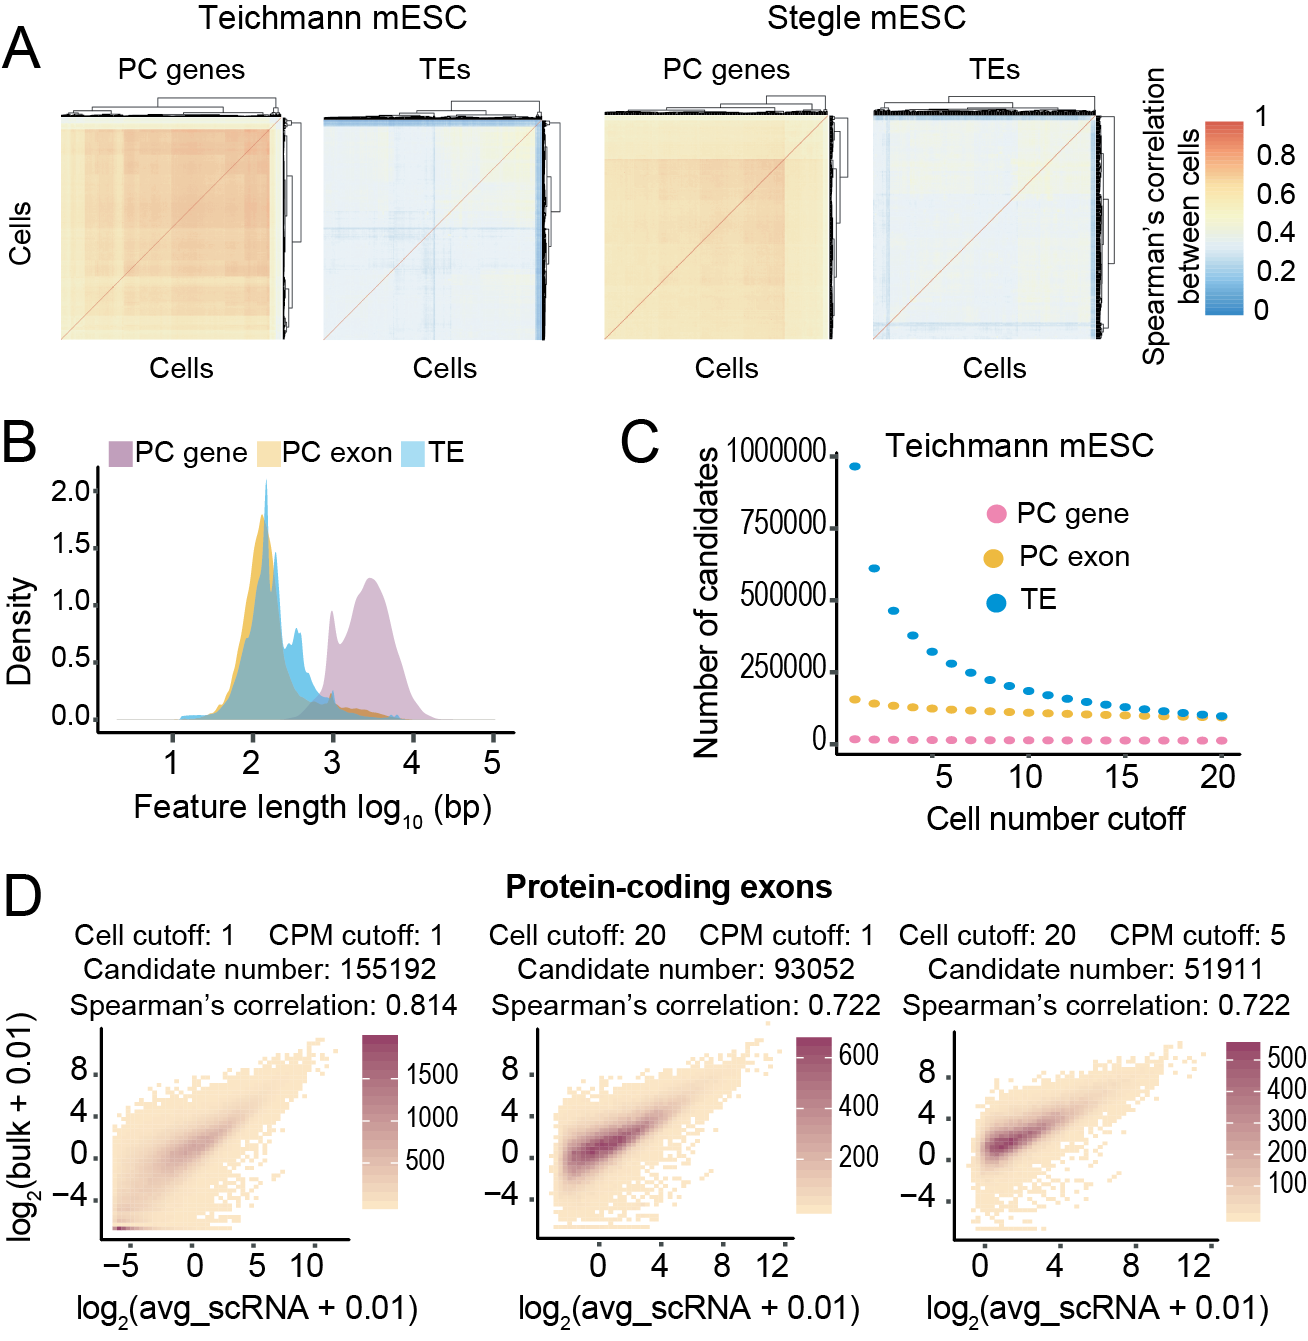 A
Teichmann mESC
Stegle mESC
PC genes
TEs
PC genes
TEs
Cells
Cells
Cells
Cells
Cells
Spearman's correlation
between cells
1
0.8
0.6
0.4
0.2
0
B
PC gene
PC exon
TE
Density
2.0
1.5
1.0
0.5
0.0
1 2 3 4 5
Feature length log10 (bp)
C
Teichmann mESC
Number of candidates
1000000
750000
500000
250000
0
PC gene
PC exon
TE
5 10 15 20
Cell number cutoff
D
Protein-coding exons
Cell cutoff: 1 CPM cutoff: 1
Candidate number: 155192
Spearman's correlation: 0.814
log2(bulk + 0.01)
8
4
0
−4
1500
1000
500
−5 0 5 10
log2(avg_scRNA + 0.01)
Cell cutoff: 20 CPM cutoff: 1
Candidate number: 93052
Spearman's correlation: 0.722
8
4
0
−4
600
400
200
0 4 8 12
log2(avg_scRNA + 0.01)
Cell cutoff: 20 CPM cutoff: 5
Candidate number: 51911
Spearman's correlation: 0.722
8
4
0
−4
500
400
300
200
100
0 4 8 12
log2(avg_scRNA + 0.01)